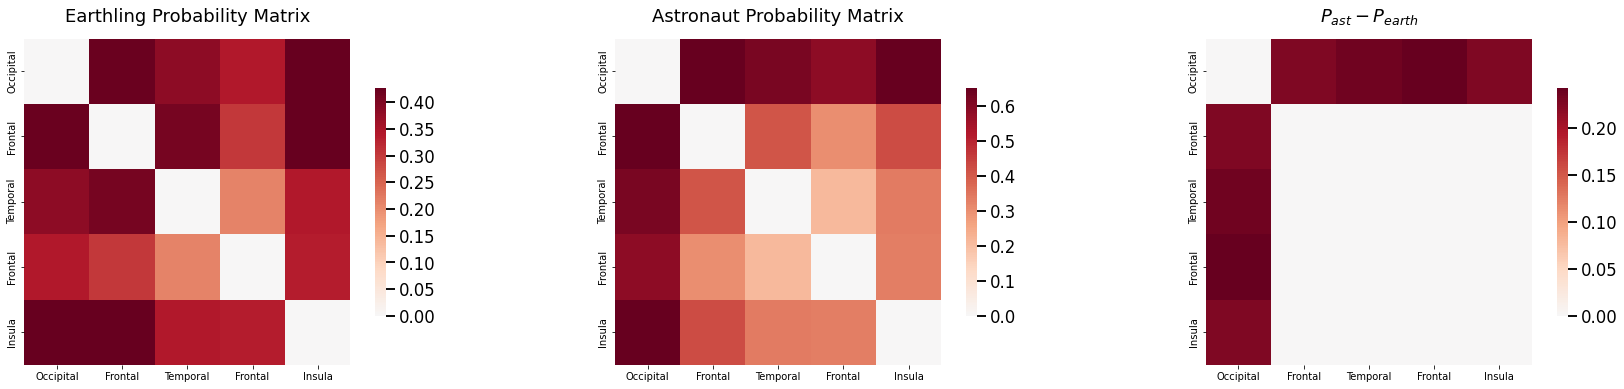 Earthling Probability Matrix
Occipital
Frontal
Temporal
Frontal
Insula
Occipital Frontal Temporal Frontal Insula
0.40
0.35
0.30
0.25
0.20
0.15
0.10
0.05
0.00
Astronaut Probability Matrix
Occipital
Frontal
Temporal
Frontal
Insula
Occipital Frontal Temporal Frontal Insula
0.6
0.5
0.4
0.3
0.2
0.1
0.0
P_ast − P_earth
Occipital
Frontal
Temporal
Frontal
Insula
Occipital Frontal Temporal Frontal Insula
0.20
0.15
0.10
0.05
0.00